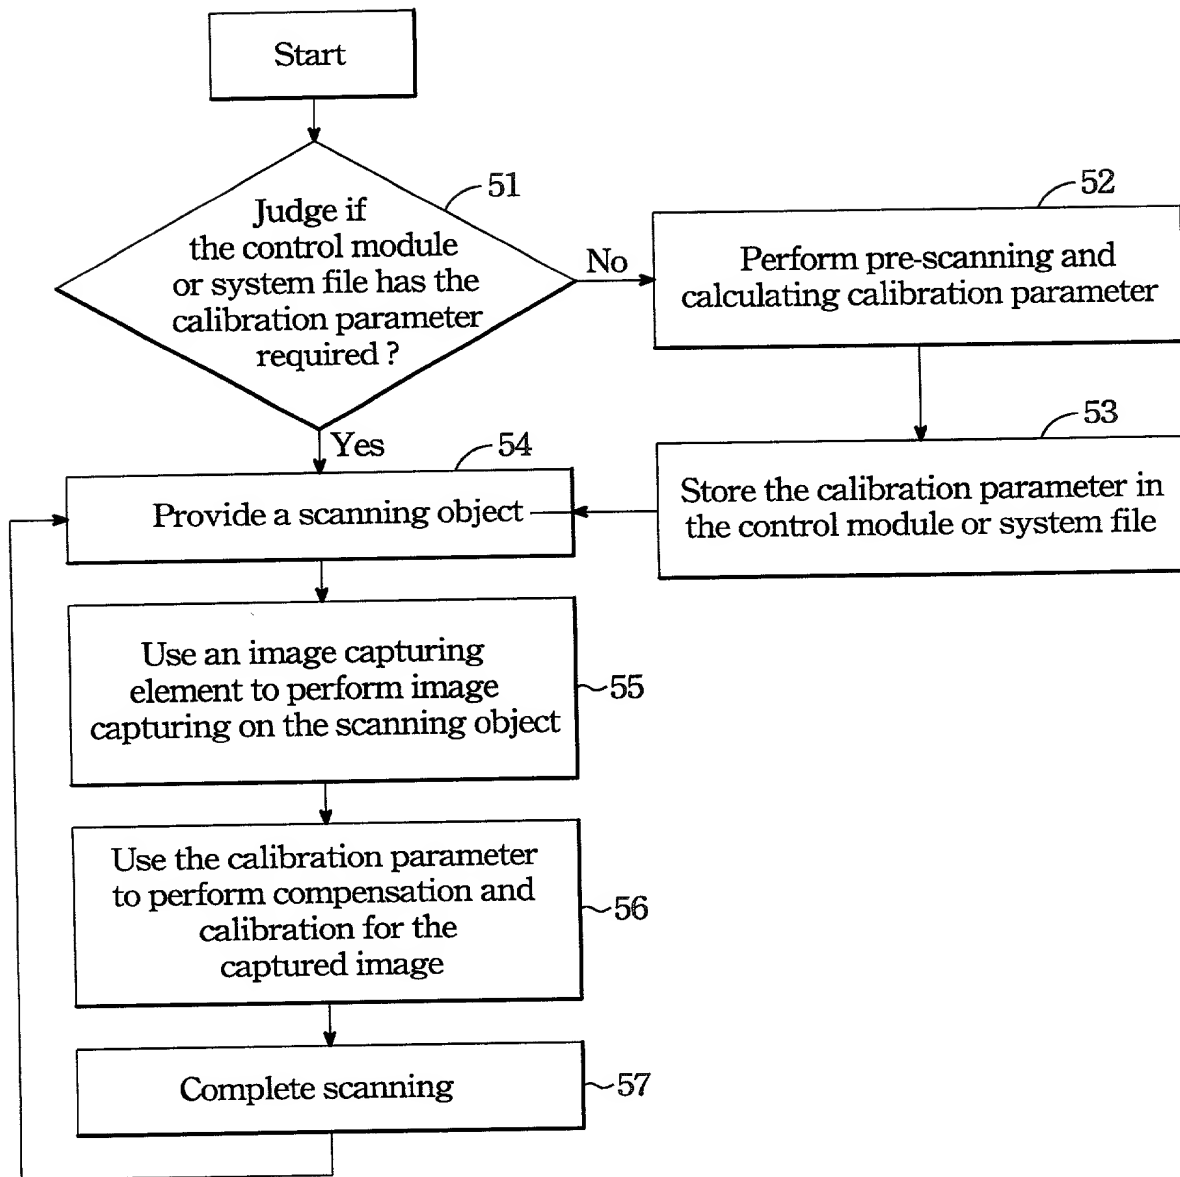 Start
51
Judge if
the control module
or system file has the
calibration parameter
required ?
No
52
Perform pre-scanning and
calculating calibration parameter
Yes
53
Store the calibration parameter in
the control module or system file
54
Provide a scanning object
Use an image capturing
element to perform image
capturing on the scanning object
55
Use the calibration parameter
to perform compensation and
calibration for the
captured image
56
Complete scanning
57